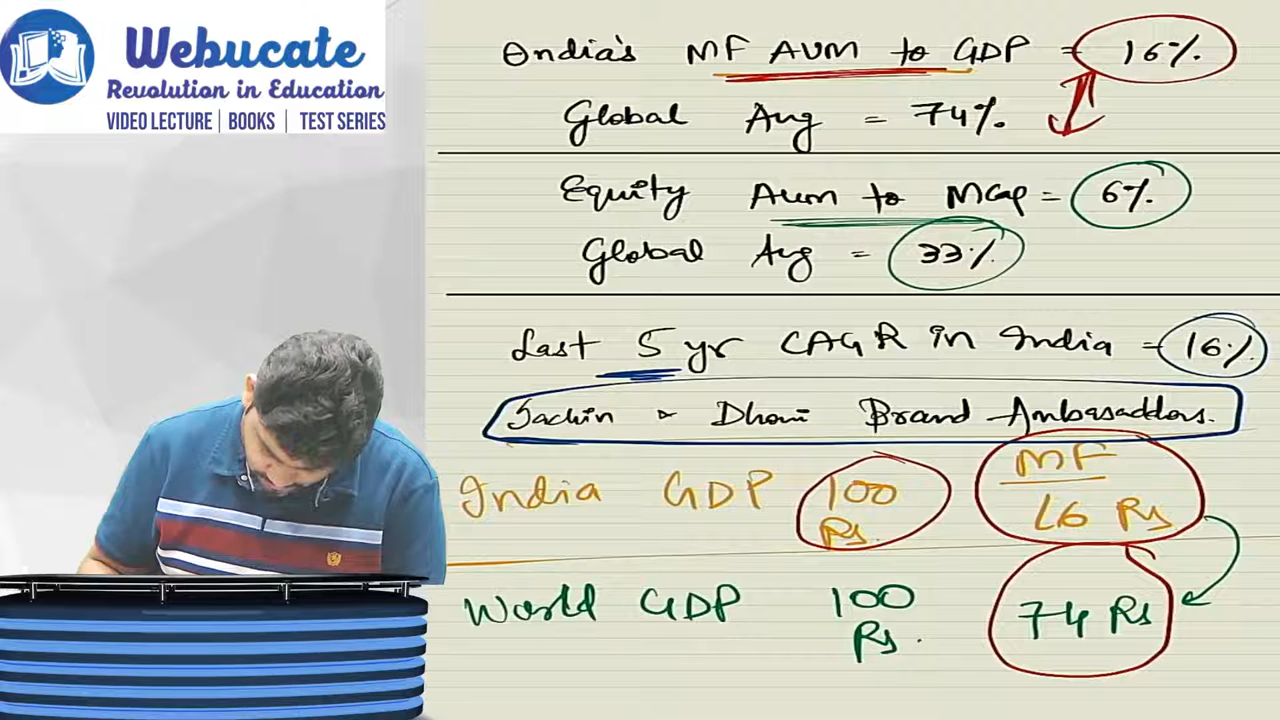 Webucate
Revolution in Education
VIDEO LECTURE | BOOKS | TEST SERIES
India's MF AUM to GDP = 16%.
Global Avg = 74%.
Equity Aum to MCap = 6%.
Global Avg = 33%.
Last 5 yr CAGR in India = 16%.
Sachin & Dhoni Brand Ambasaddors.
India GDP 100 Rs. MF 16 Rs
World GDP 100 Rs. 74 Rs